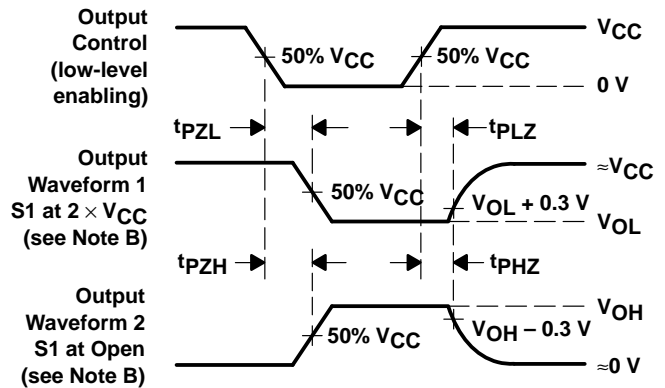 Output
Control
(low-level
enabling)
50% VCC
50% VCC
VCC
0 V
tPZL
tPLZ
Output
Waveform 1
S1 at 2 × VCC
(see Note B)
50% VCC
≈VCC
VOL + 0.3 V
VOL
tPZH
tPHZ
Output
Waveform 2
S1 at Open
(see Note B)
50% VCC
VOH
VOH – 0.3 V
≈0 V